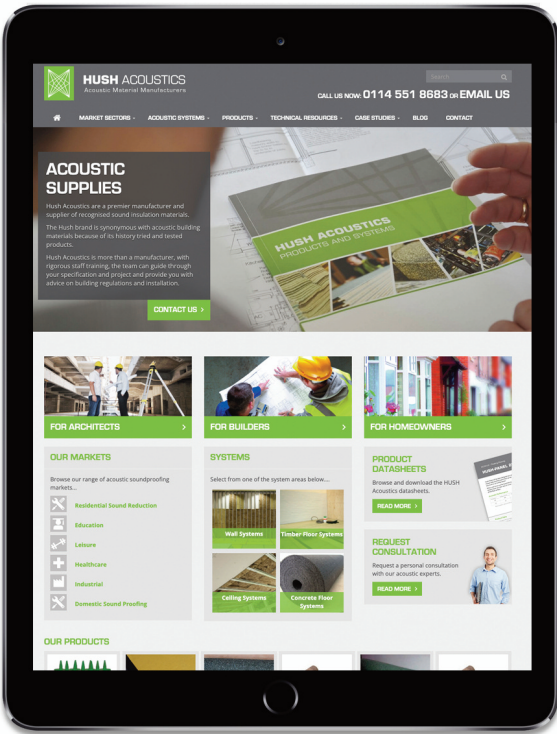 HUSH ACOUSTICS
Acoustic Material Manufacturers
Search
CALL US NOW: 0114 551 8683 OR EMAIL US
MARKET SECTORS ACOUSTIC SYSTEMS PRODUCTS TECHNICAL RESOURCES CASE STUDIES BLOG CONTACT
ACOUSTIC
SUPPLIES
Hush Acoustics are a premier manufacturer and
supplier of recognised sound insulation materials.
The Hush brand is synonymous with acoustic building
materials because of its history tried and tested
products.
Hush Acoustics is more than a manufacturer, with
rigorous staff training, the team can guide through
your specification and project and provide you with
advice on building regulations and installation.
CONTACT US >
HUSH ACOUSTICS
PRODUCTS AND SYSTEMS
FOR ARCHITECTS >
FOR BUILDERS >
FOR HOMEOWNERS >
OUR MARKETS
Browse our range of acoustic soundproofing
markets...
Residential Sound Reduction
Education
Leisure
Healthcare
Industrial
Domestic Sound Proofing
SYSTEMS
Select from one of the system areas below....
Wall Systems
Timber Floor Systems
Ceiling Systems
Concrete Floor
Systems
PRODUCT
DATASHEETS
Browse and download the HUSH
Acoustics datasheets.
READ MORE >
REQUEST
CONSULTATION
Request a personal consultation
with our acoustic experts.
READ MORE >
OUR PRODUCTS